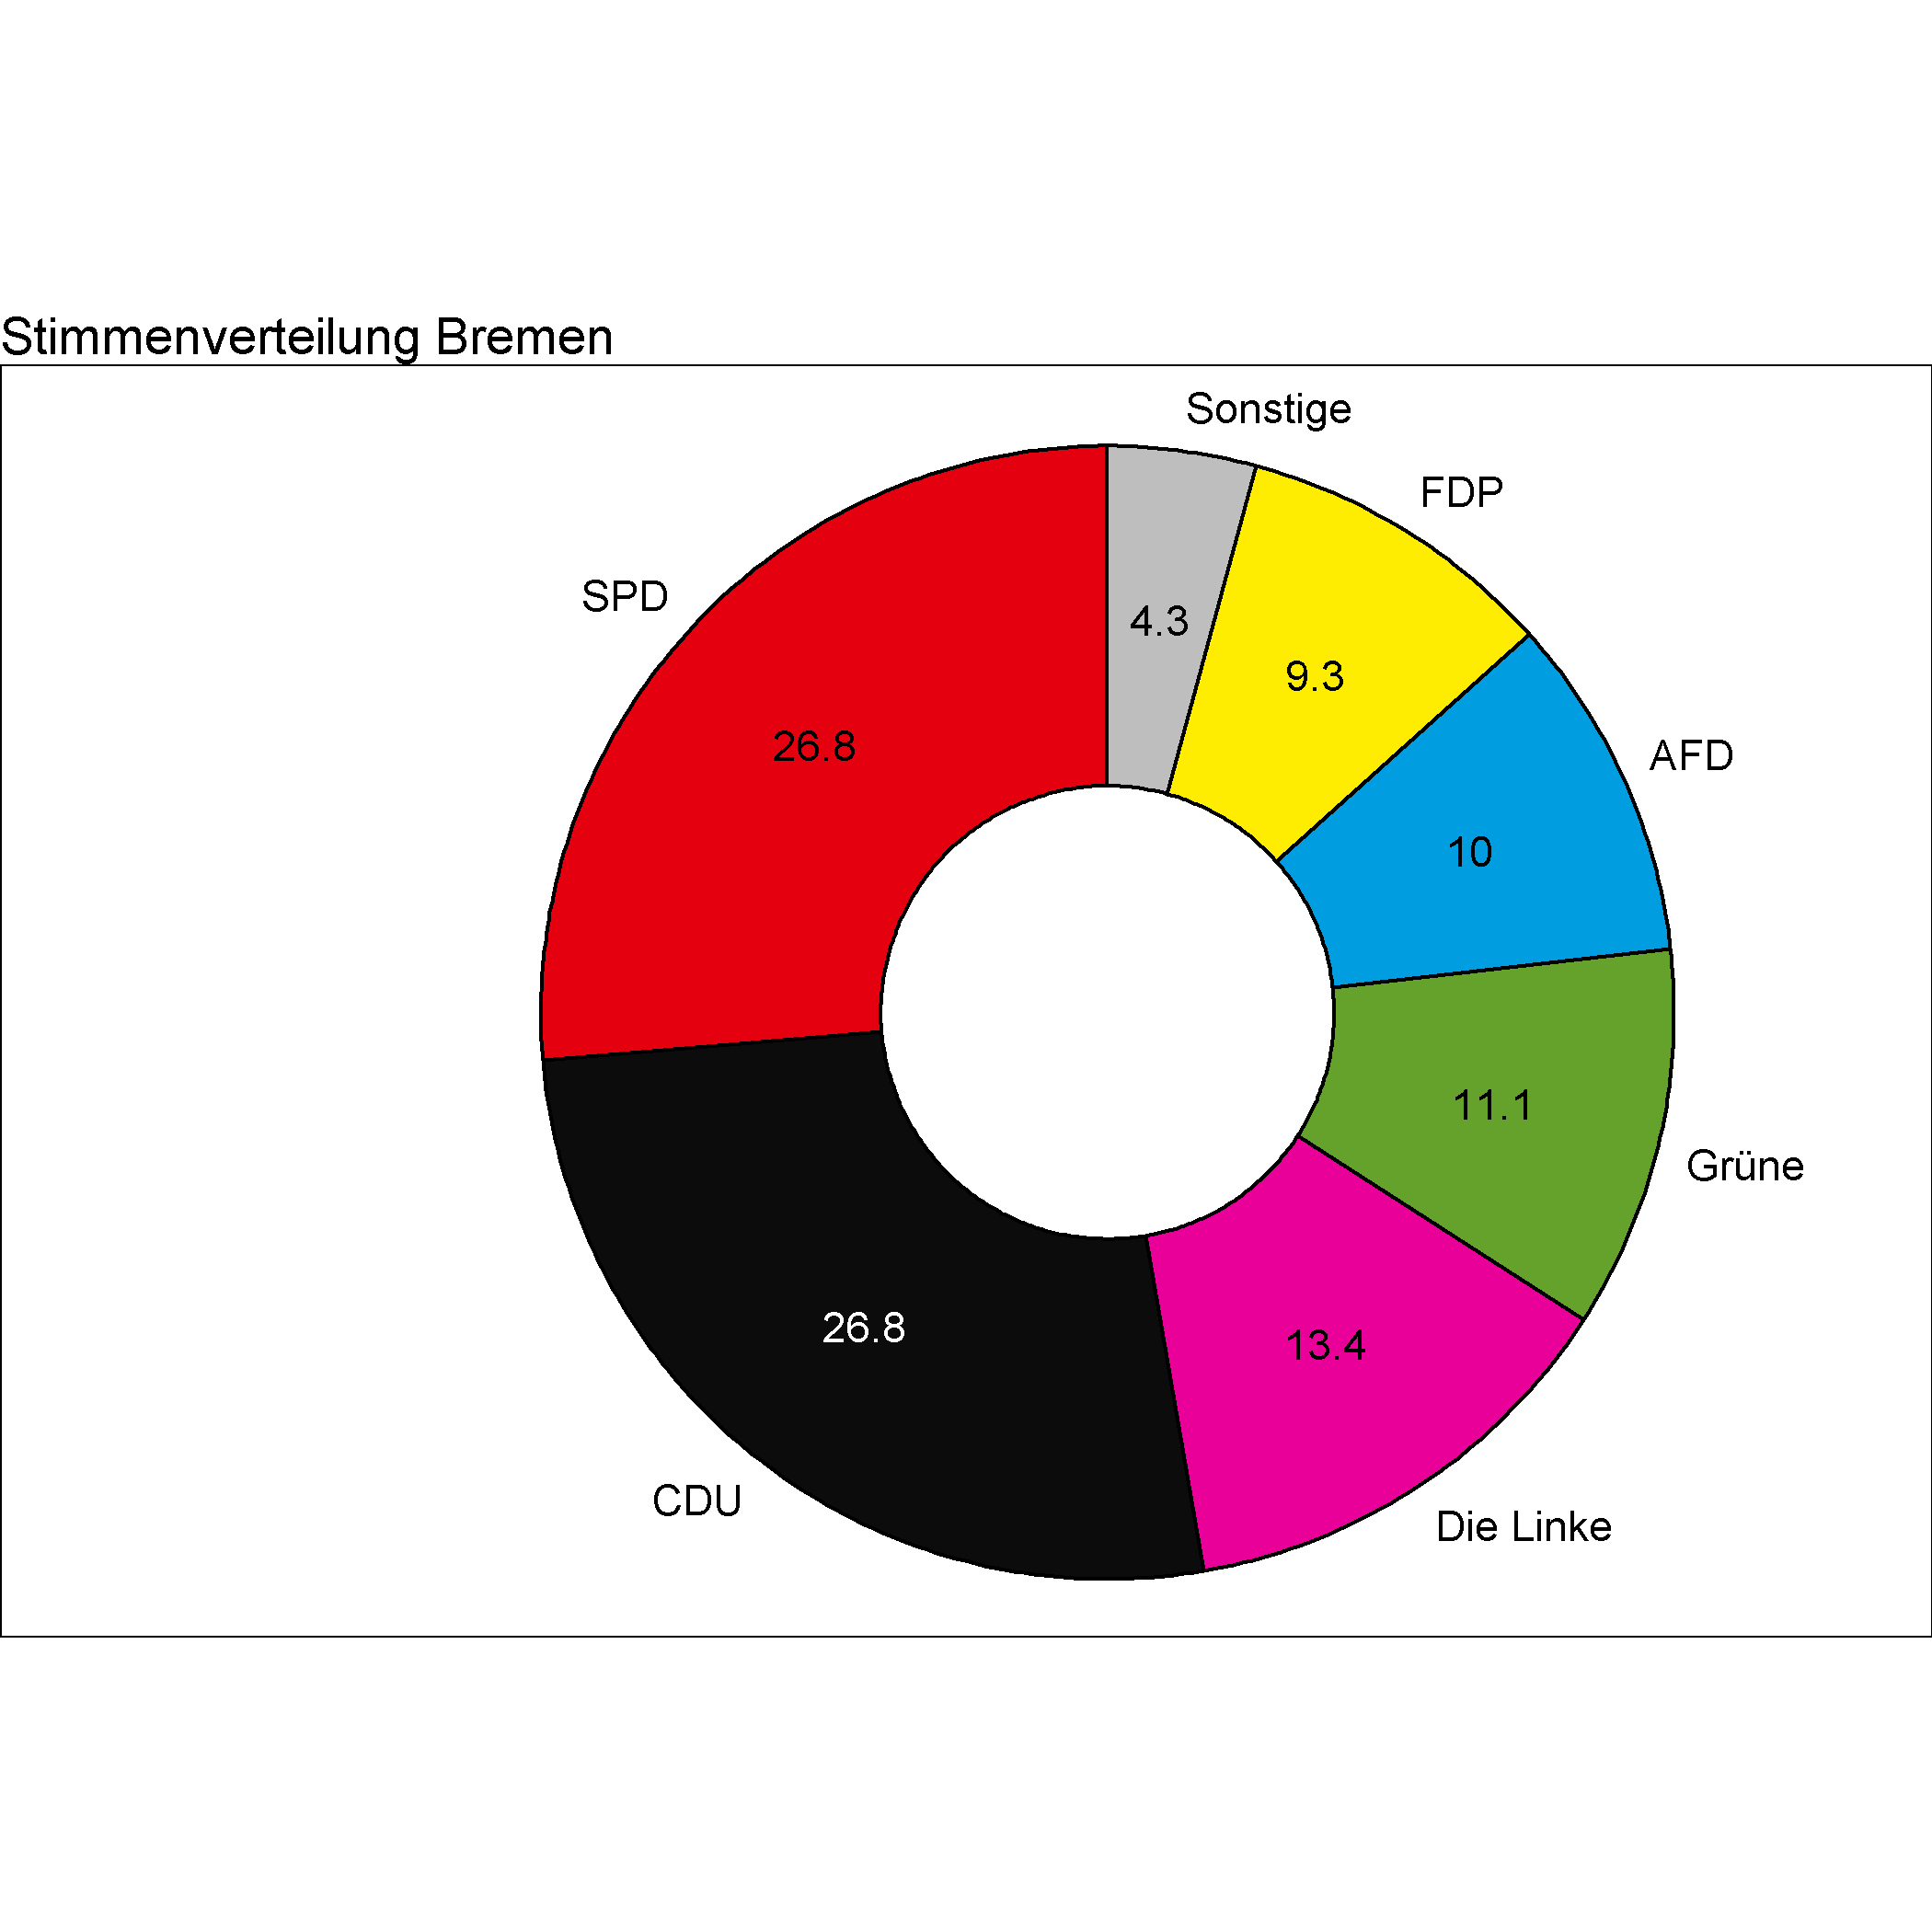 Stimmenverteilung Bremen
Sonstige
FDP
SPD
4.3
9.3
26.8
AFD
10
11.1
Grüne
26.8
13.4
CDU
Die Linke